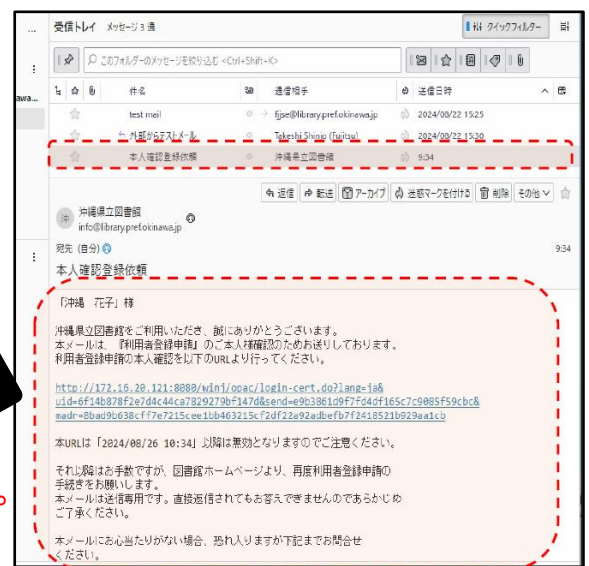 ...
受信トレイ メッセージ3通
クイックフィルター
このフォルダーのメッセージを絞り込む <Ctrl+Shift+K>
awa...
件名 通信相手 送信日時
test mail fjjse@library.pref.okinawa.jp 2024/08/22 15:25
外部からテストメール Takeshi Shinjo (Fujitsu) 2024/08/22 15:30
本人確認登録依頼 沖縄県立図書館 9:34
返信 転送 アーカイブ 迷惑マークを付ける 削除 その他
沖 沖縄県立図書館
info@library.pref.okinawa.jp
宛先 (自分) 9:34
本人確認登録依頼
「沖縄 花子」様
沖縄県立図書館をご利用いただき、誠にありがとうございます。
本メールは、『利用者登録申請』のご本人様確認のためお送りしております。
利用者登録申請の本人確認を以下のURLより行ってください。
http://172.16.20.121:8080/winj/opac/login-cert.do?lang=ja&
uid=6f14b878f2e7d4c44ca7829279bf147d&send=e9b3861d9f7fd4df165c7c9085f59cbc&
madr=8bad9b638cff7e7215cee1bb463215cf2df22a92adbefb7f2418521b929aa1cb
本URLは「2024/08/26 10:34」以降は無効となりますのでご注意ください。
それ以降はお手数ですが、図書館ホームページより、再度利用者登録申請の
手続きをお願いします。
本メールは送信専用です。直接返信されてもお答えできませんのであらかじめ
ご了承ください。
本メールにお心当たりがない場合、恐れ入りますが下記までお問合せ
ください。
。